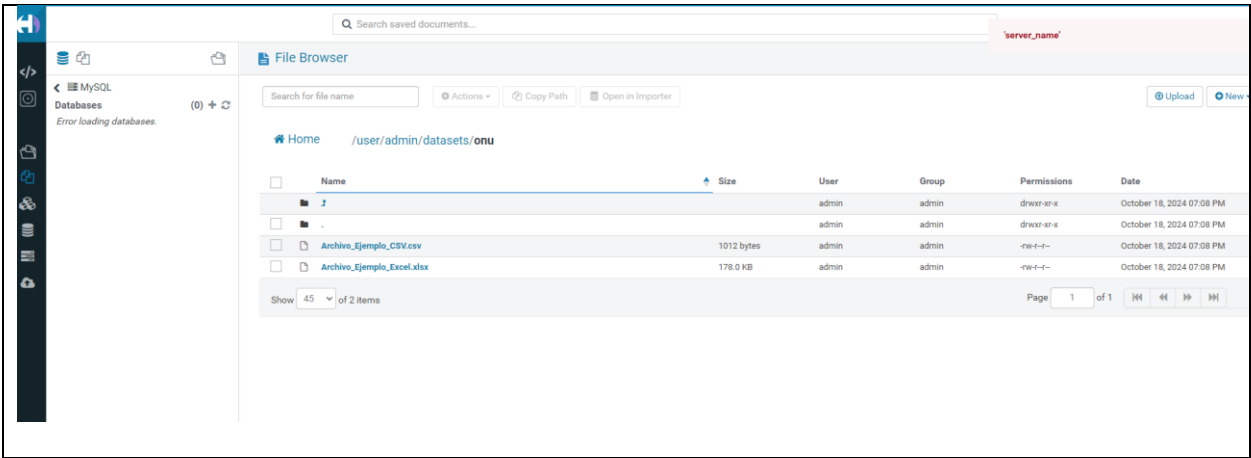 Search saved documents...
'server_name'
File Browser
MySQL
Databases (0)
Error loading databases.
Search for file name
Actions
Copy Path
Open in Importer
Upload
New
Home /user/admin/datasets/onu
Name Size User Group Permissions Date
admin admin drwxr-xr-x October 18, 2024 07:08 PM
. admin admin drwxr-xr-x October 18, 2024 07:08 PM
Archivo_Ejemplo_CSV.csv 1012 bytes admin admin -rw-r--r-- October 18, 2024 07:08 PM
Archivo_Ejemplo_Excel.xlsx 178.0 KB admin admin -rw-r--r-- October 18, 2024 07:08 PM
Show 45 of 2 items Page 1 of 1